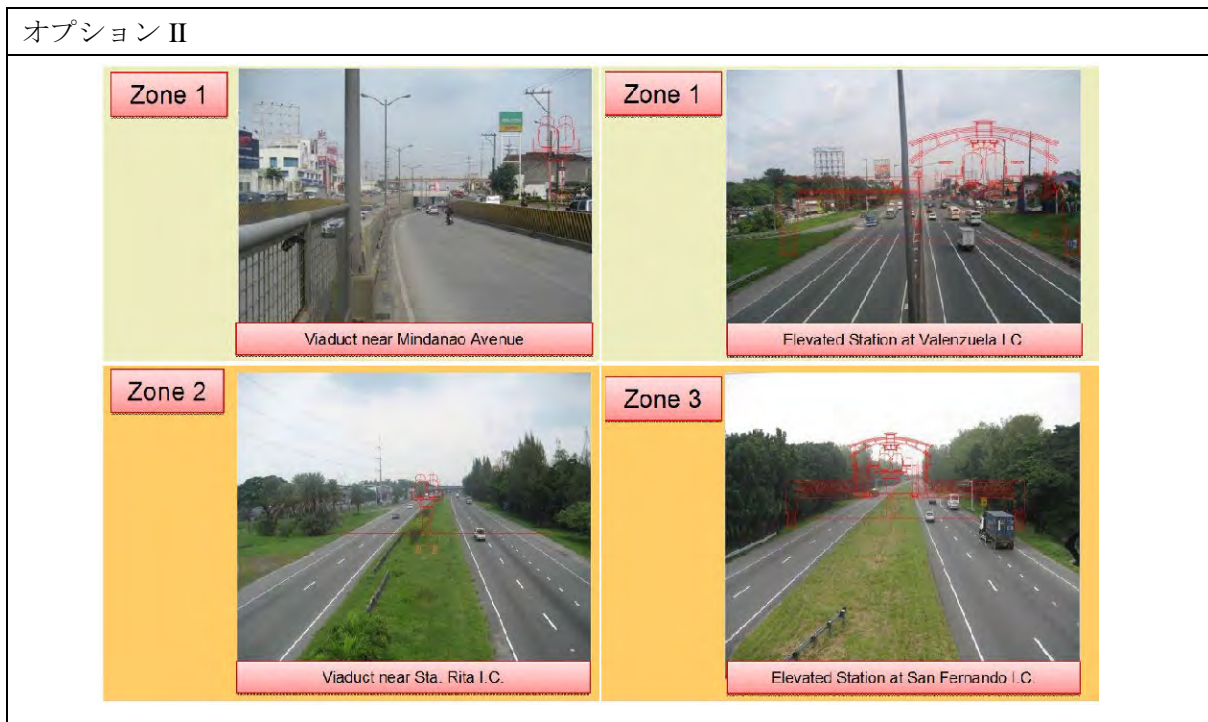 オプション II
Zone 1
Viaduct near Mindanao Avenue
Zone 1
Elevated Station at Valenzuela I.C
Zone 2
Viaduct near Sta. Rita I.C.
Zone 3
Elevated Station at San Fernando I.C.